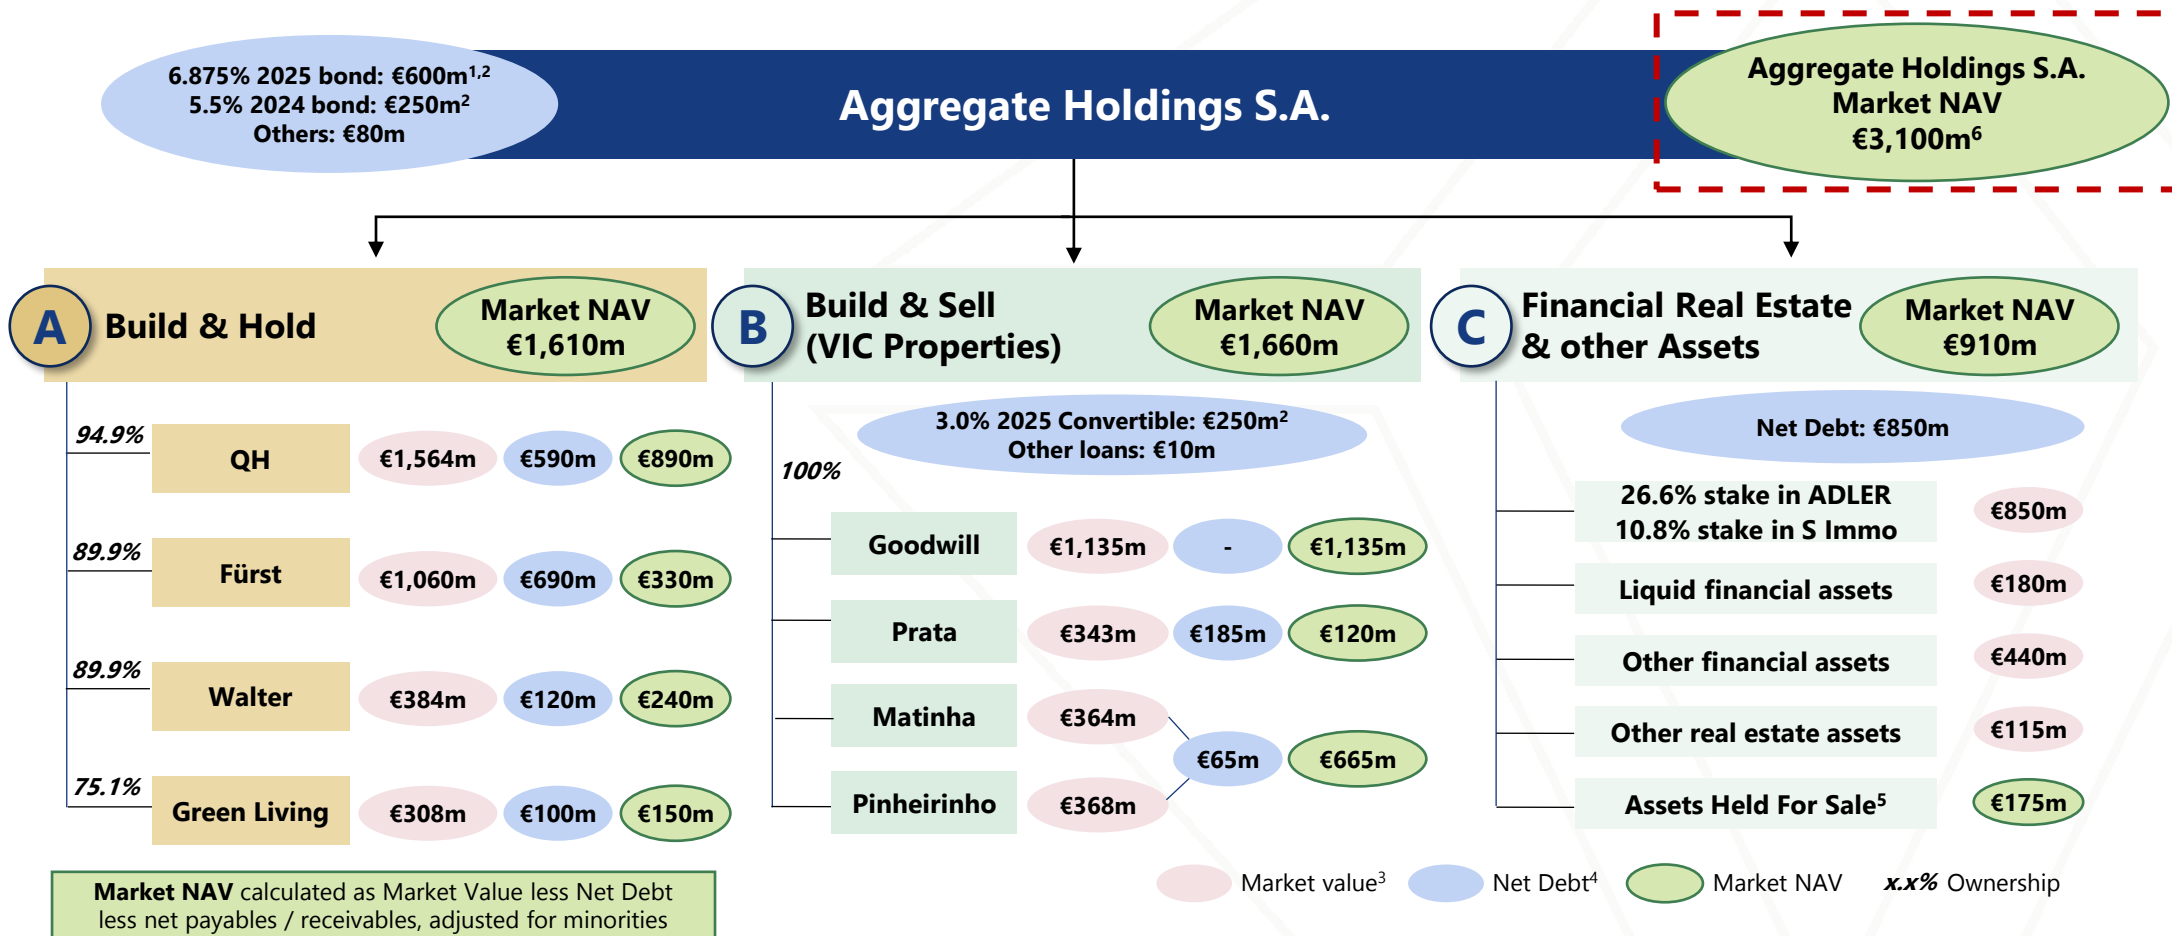 6.875% 2025 bond: €600m1,2
5.5% 2024 bond: €250m2
Others: €80m
Aggregate Holdings S.A.
Aggregate Holdings S.A.
Market NAV
€3,100m6
A
Build & Hold
Market NAV
€1,610m
94.9%
QH
€1,564m
€590m
€890m
89.9%
Fürst
€1,060m
€690m
€330m
89.9%
Walter
€384m
€120m
€240m
75.1%
Green Living
€308m
€100m
€150m
Market NAV calculated as Market Value less Net Debt
less net payables / receivables, adjusted for minorities
B
Build & Sell
(VIC Properties)
Market NAV
€1,660m
3.0% 2025 Convertible: €250m2
Other loans: €10m
100%
Goodwill
€1,135m
-
€1,135m
Prata
€343m
€185m
€120m
Matinha
€364m
€65m
€665m
Pinheirinho
€368m
C
Financial Real Estate
& other Assets
Market NAV
€910m
Net Debt: €850m
26.6% stake in ADLER
10.8% stake in S Immo
€850m
Liquid financial assets
€180m
Other financial assets
€440m
Other real estate assets
€115m
Assets Held For Sale5
€175m
Market value3
Net Debt4
Market NAV
x.x% Ownership